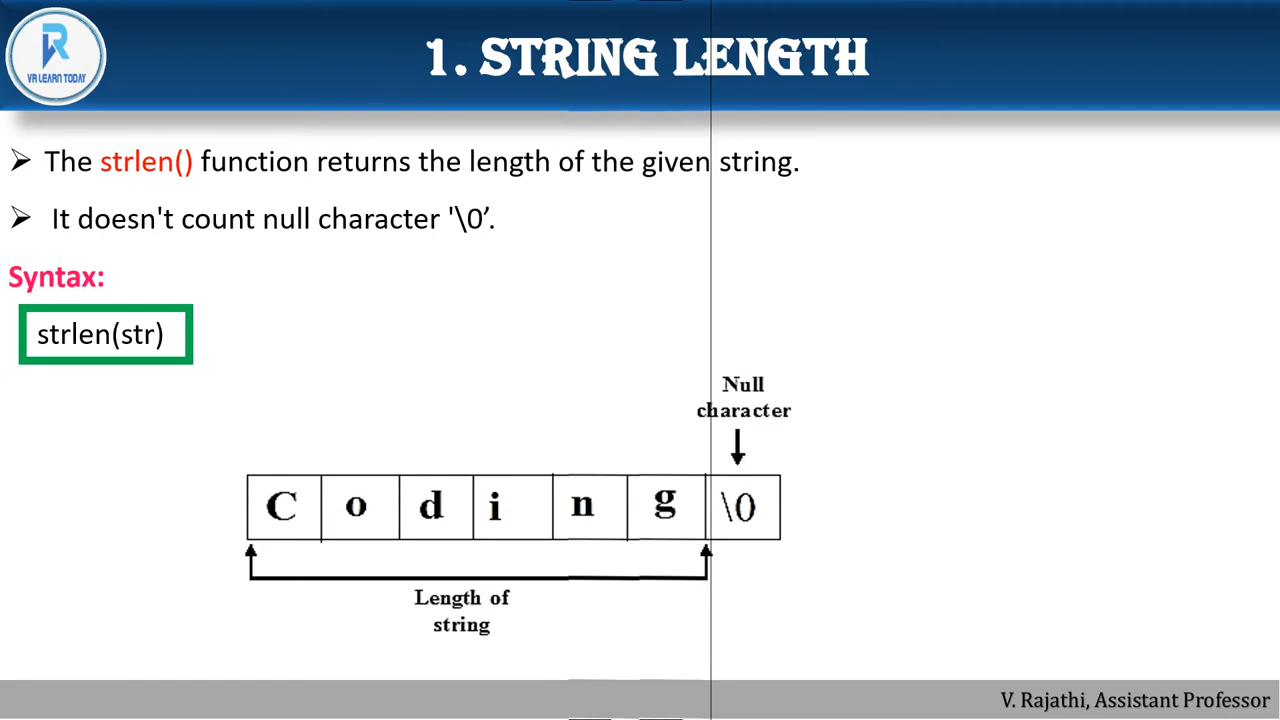 VR LEARN TODAY
1. STRING LENGTH
The strlen() function returns the length of the given string.
It doesn't count null character '\0’.
Syntax:
strlen(str)
Null
character
C o d i n g \0
Length of
string
V. Rajathi, Assistant Professor